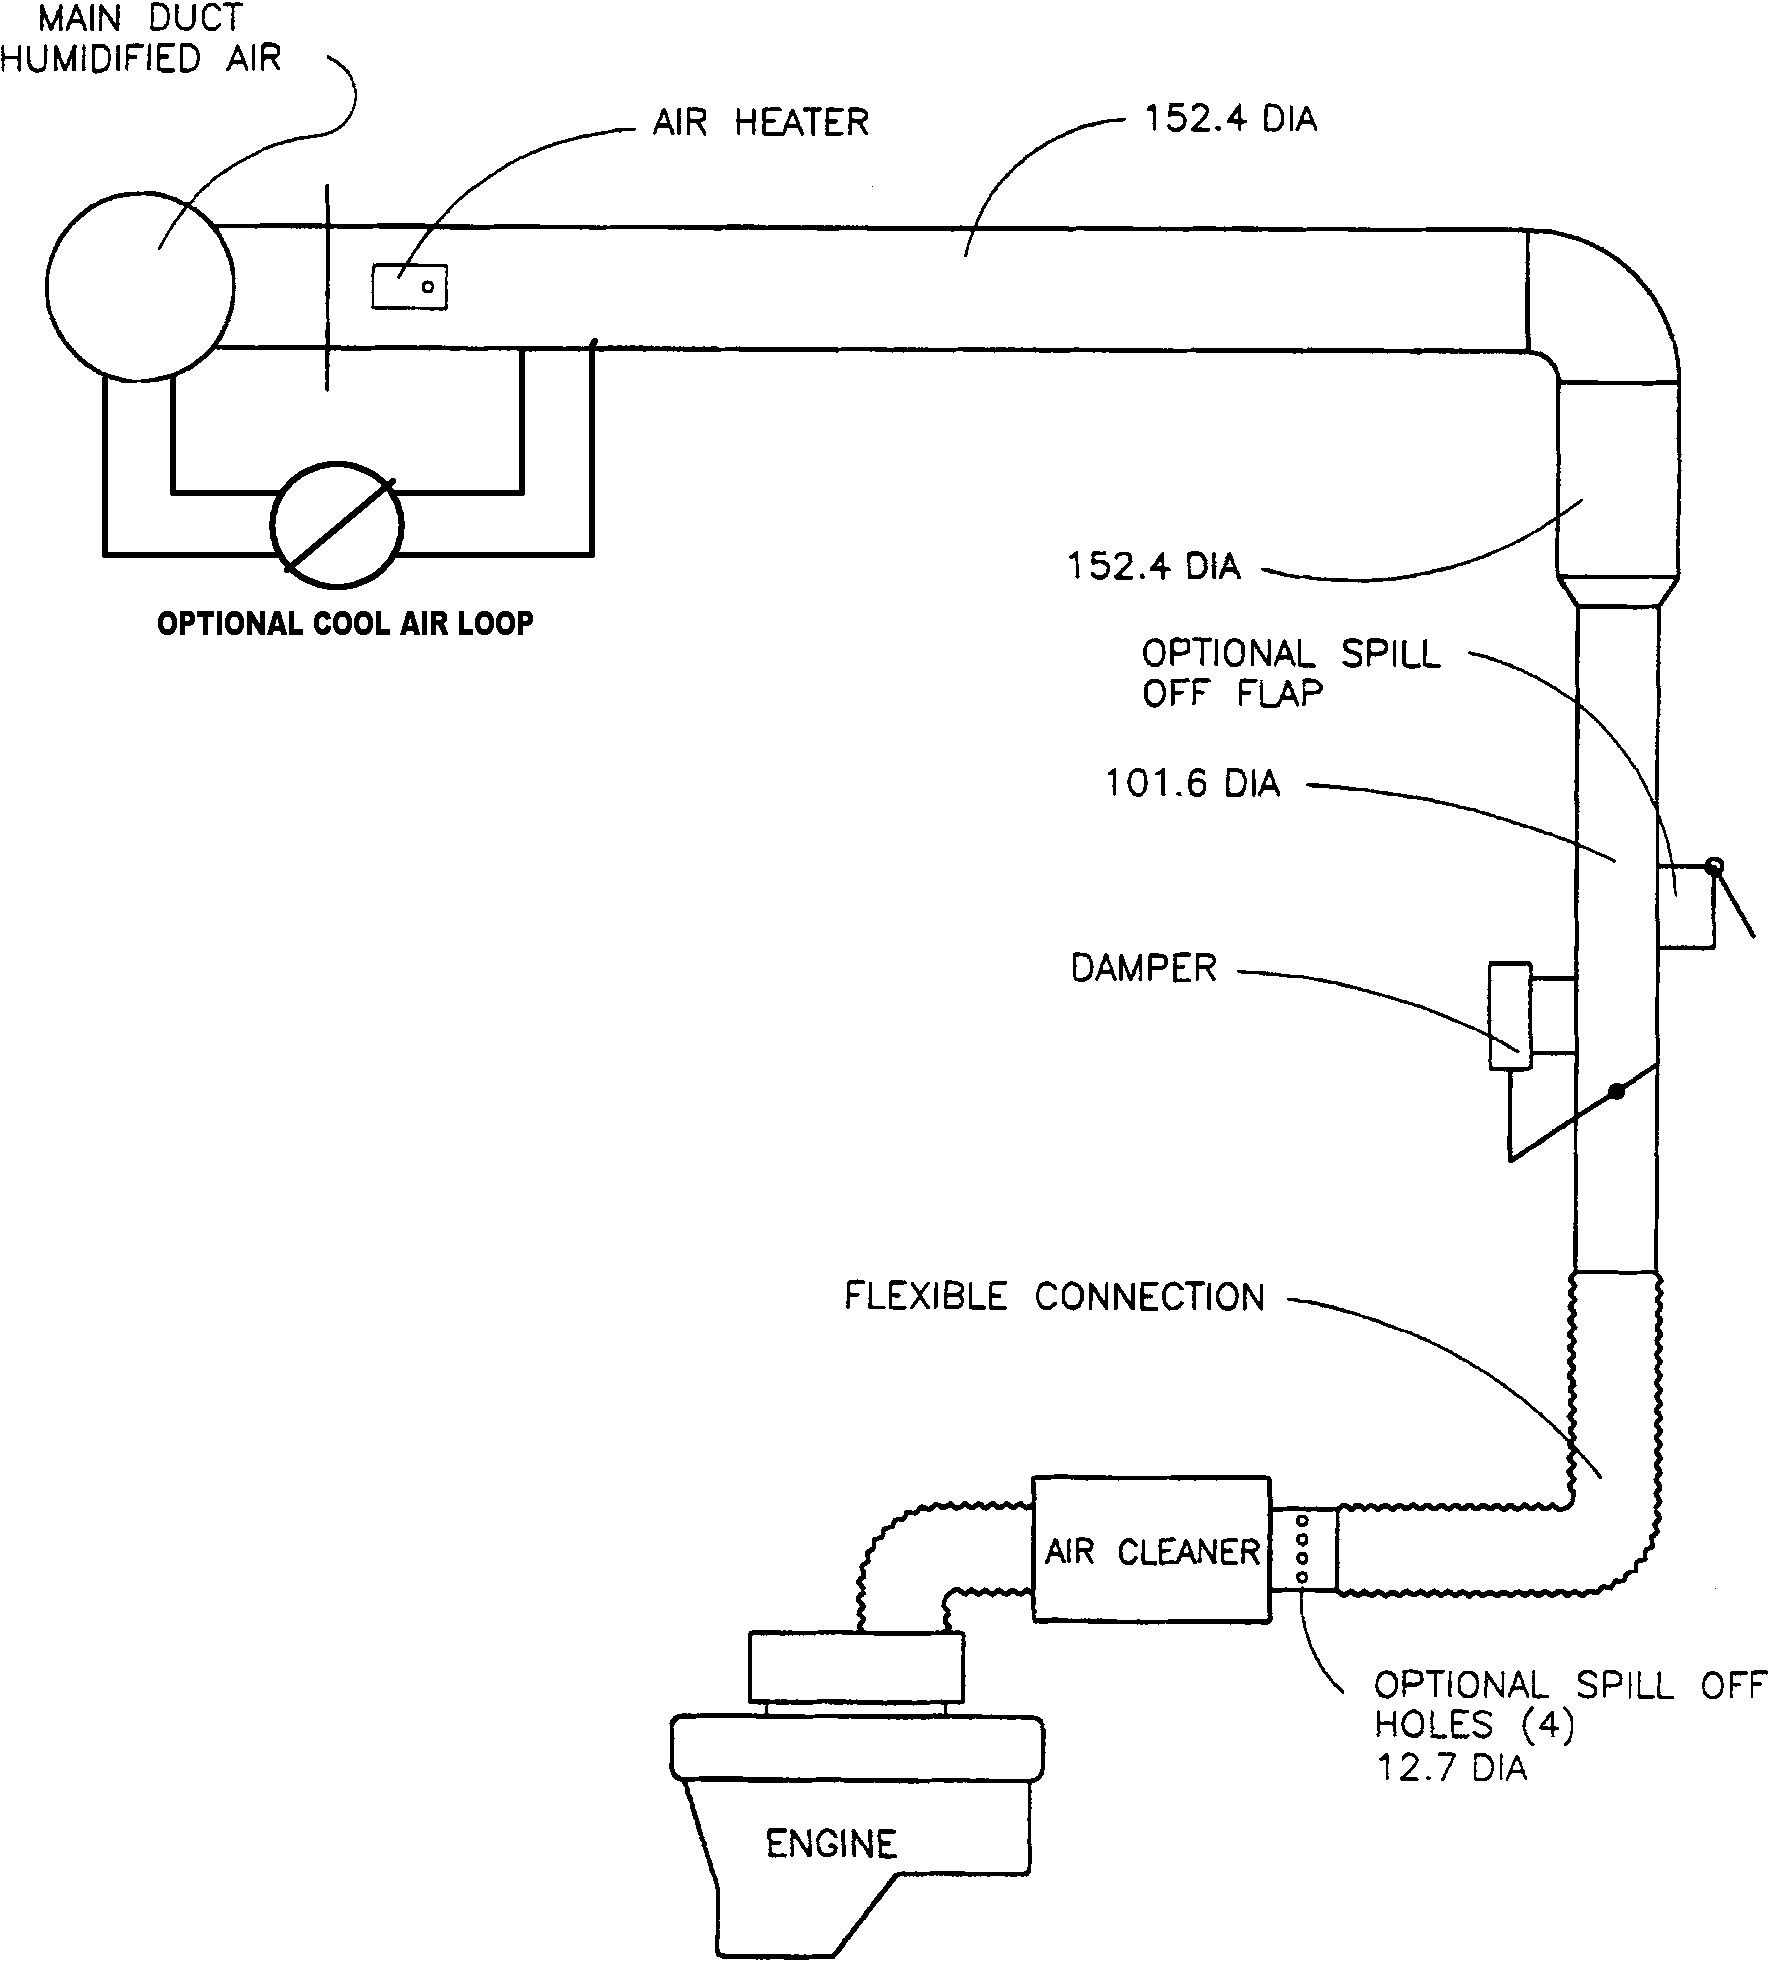 MAIN DUCT
HUMIDIFIED AIR
AIR HEATER
152.4 DIA
152.4 DIA
OPTIONAL COOL AIR LOOP
OPTIONAL SPILL
OFF FLAP
101.6 DIA
DAMPER
FLEXIBLE CONNECTION
AIR CLEANER
OPTIONAL SPILL OFF
HOLES (4)
12.7 DIA
ENGINE